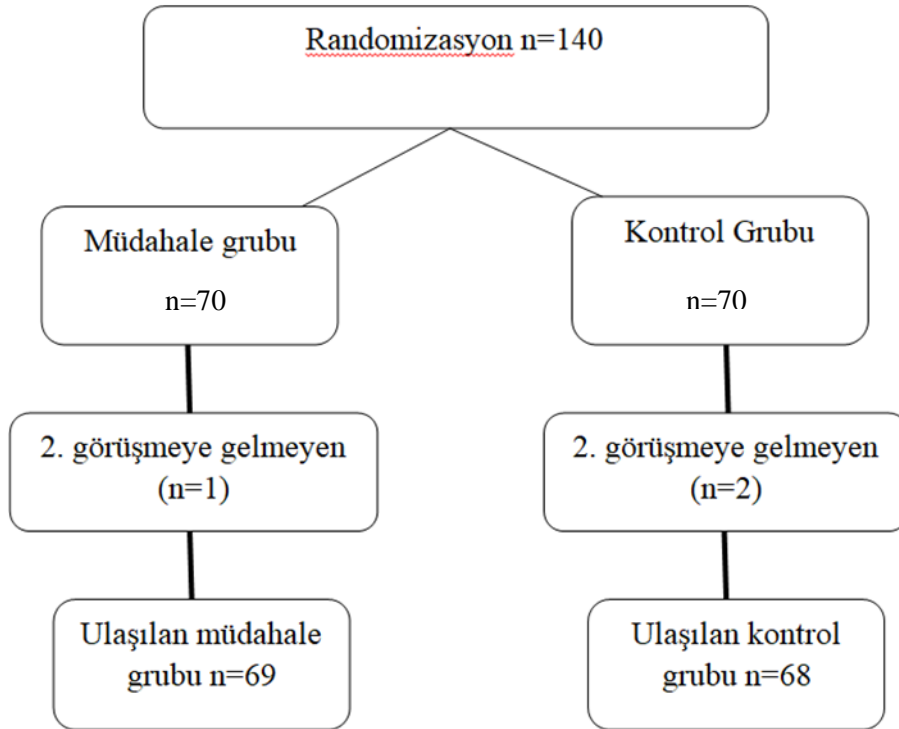 Randomizasyon n=140
Müdahale grubu
n=70
Kontrol Grubu
n=70
2. görüşmeye gelmeyen
(n=1)
2. görüşmeye gelmeyen
(n=2)
Ulaşılan müdahale
grubu n=69
Ulaşılan kontrol
grubu n=68